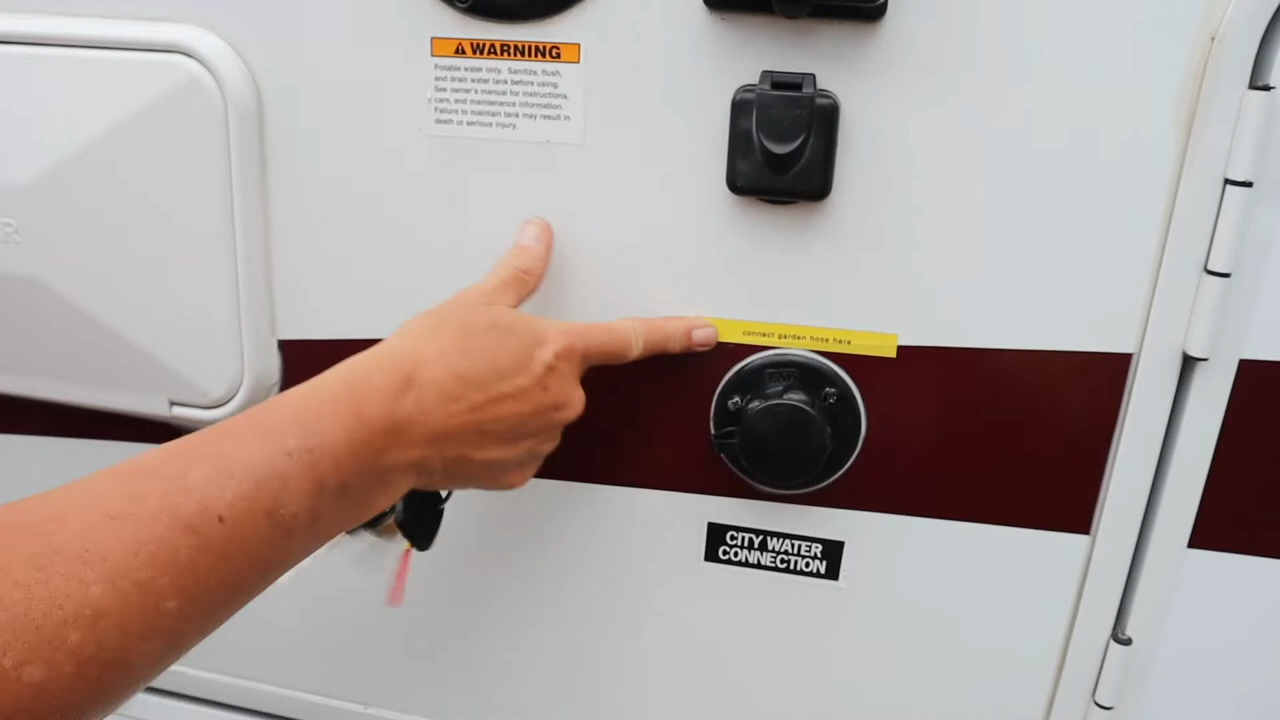 WARNING
Potable water only. Sanitize, flush,
and drain water tank before using.
See owner's manual for instructions,
care, and maintenance information.
Failure to maintain tank may result in
death or serious injury.
connect garden hose here
CITY WATER
CONNECTION